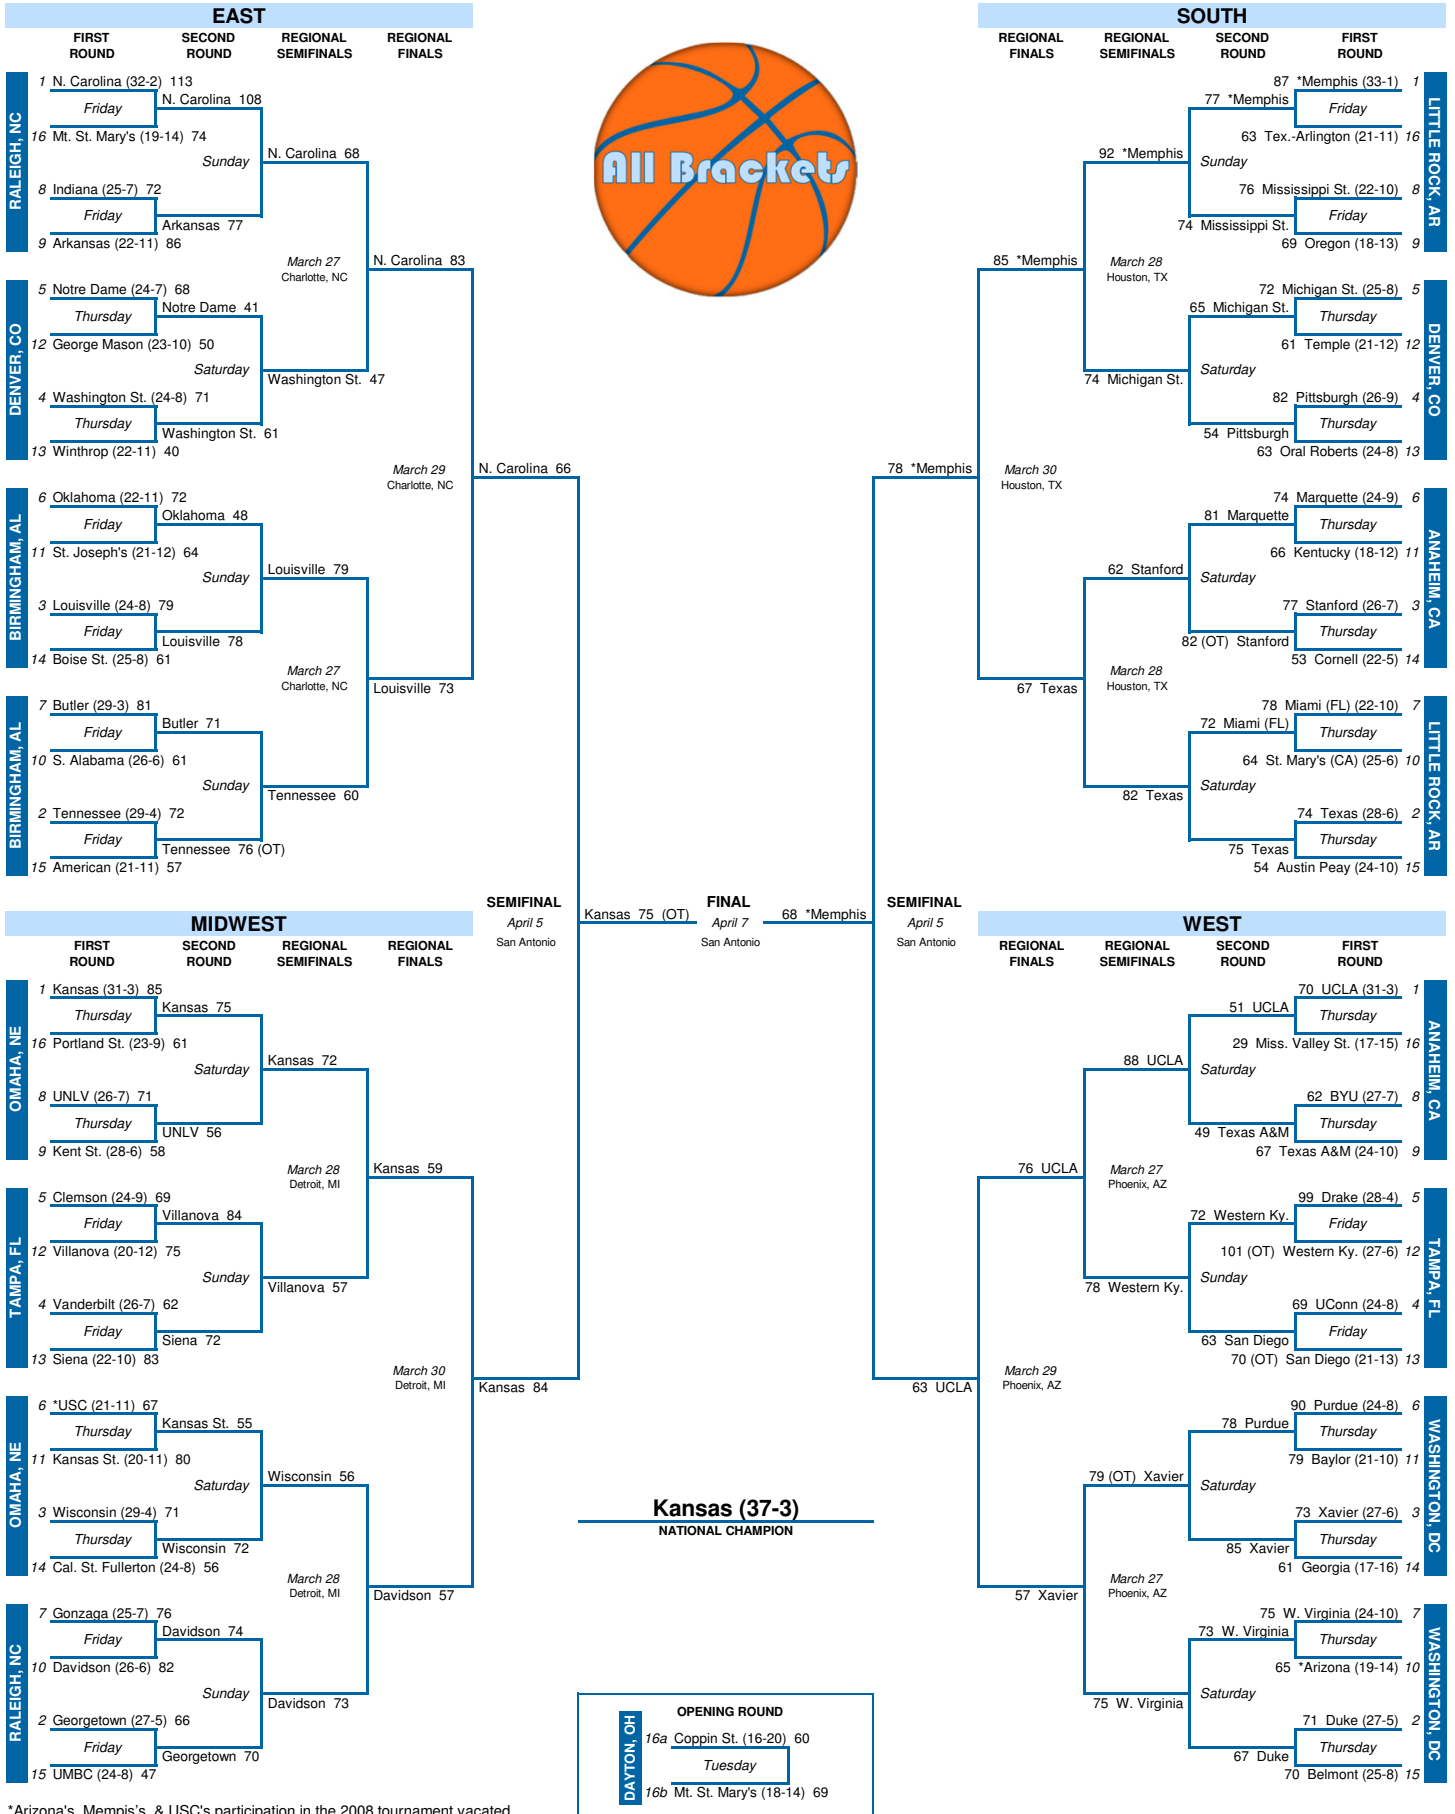 EAST
FIRST ROUND
SECOND ROUND
REGIONAL SEMIFINALS
REGIONAL FINALS
RALEIGH, NC
1 N. Carolina (32-2) 113
Friday
16 Mt. St. Mary's (19-14) 74
N. Carolina 108
Sunday
8 Indiana (25-7) 72
Friday
9 Arkansas (22-11) 86
Arkansas 77
N. Carolina 68
March 27
Charlotte, NC
N. Carolina 83
DENVER, CO
5 Notre Dame (24-7) 68
Thursday
12 George Mason (23-10) 50
Notre Dame 41
Saturday
4 Washington St. (24-8) 71
Thursday
13 Winthrop (22-11) 40
Washington St. 61
Washington St. 47
March 29
Charlotte, NC
N. Carolina 66
BIRMINGHAM, AL
6 Oklahoma (22-11) 72
Friday
11 St. Joseph's (21-12) 64
Oklahoma 48
Sunday
3 Louisville (24-8) 79
Friday
14 Boise St. (25-8) 61
Louisville 78
Louisville 79
March 27
Charlotte, NC
Louisville 73
BIRMINGHAM, AL
7 Butler (29-3) 81
Friday
10 S. Alabama (26-6) 61
Butler 71
Sunday
2 Tennessee (29-4) 72
Friday
15 American (21-11) 57
Tennessee 76 (OT)
Tennessee 60
All Brackets
SOUTH
REGIONAL FINALS
REGIONAL SEMIFINALS
SECOND ROUND
FIRST ROUND
LITTLE ROCK, AR
87 *Memphis (33-1) 1
Friday
63 Tex.-Arlington (21-11) 16
77 *Memphis
Sunday
76 Mississippi St. (22-10) 8
Friday
69 Oregon (18-13) 9
74 Mississippi St.
92 *Memphis
March 28
Houston, TX
85 *Memphis
DENVER, CO
72 Michigan St. (25-8) 5
Thursday
61 Temple (21-12) 12
65 Michigan St.
Saturday
82 Pittsburgh (26-9) 4
Thursday
63 Oral Roberts (24-8) 13
54 Pittsburgh
74 Michigan St.
March 30
Houston, TX
78 *Memphis
ANAHEIM, CA
74 Marquette (24-9) 6
Thursday
66 Kentucky (18-12) 11
81 Marquette
Saturday
77 Stanford (26-7) 3
Thursday
53 Cornell (22-5) 14
82 (OT) Stanford
62 Stanford
March 28
Houston, TX
67 Texas
LITTLE ROCK, AR
78 Miami (FL) (22-10) 7
Thursday
64 St. Mary's (CA) (25-6) 10
72 Miami (FL)
Saturday
74 Texas (28-6) 2
Thursday
54 Austin Peay (24-10) 15
75 Texas
82 Texas
SEMIFINAL
April 5
San Antonio
Kansas 75 (OT)
FINAL
April 7
San Antonio
68 *Memphis
SEMIFINAL
April 5
San Antonio
MIDWEST
FIRST ROUND
SECOND ROUND
REGIONAL SEMIFINALS
REGIONAL FINALS
OMAHA, NE
1 Kansas (31-3) 85
Thursday
16 Portland St. (23-9) 61
Kansas 75
Saturday
8 UNLV (26-7) 71
Thursday
9 Kent St. (28-6) 58
UNLV 56
Kansas 72
March 28
Detroit, MI
Kansas 59
TAMPA, FL
5 Clemson (24-9) 69
Friday
12 Villanova (20-12) 75
Villanova 84
Sunday
4 Vanderbilt (26-7) 62
Friday
13 Siena (22-10) 83
Siena 72
Villanova 57
March 30
Detroit, MI
Kansas 84
OMAHA, NE
6 *USC (21-11) 67
Thursday
11 Kansas St. (20-11) 80
Kansas St. 55
Saturday
3 Wisconsin (29-4) 71
Thursday
14 Cal. St. Fullerton (24-8) 56
Wisconsin 72
Wisconsin 56
March 28
Detroit, MI
Davidson 57
RALEIGH, NC
7 Gonzaga (25-7) 76
Friday
10 Davidson (26-6) 82
Davidson 74
Sunday
2 Georgetown (27-5) 66
Friday
15 UMBC (24-8) 47
Georgetown 70
Davidson 73
WEST
REGIONAL FINALS
REGIONAL SEMIFINALS
SECOND ROUND
FIRST ROUND
ANAHEIM, CA
70 UCLA (31-3) 1
Thursday
29 Miss. Valley St. (17-15) 16
51 UCLA
Saturday
62 BYU (27-7) 8
Thursday
67 Texas A&M (24-10) 9
49 Texas A&M
88 UCLA
March 27
Phoenix, AZ
76 UCLA
TAMPA, FL
99 Drake (28-4) 5
Friday
101 (OT) Western Ky. (27-6) 12
72 Western Ky.
Sunday
69 UConn (24-8) 4
Friday
70 (OT) San Diego (21-13) 13
63 San Diego
78 Western Ky.
March 29
Phoenix, AZ
63 UCLA
WASHINGTON, DC
90 Purdue (24-8) 6
Thursday
79 Baylor (21-10) 11
78 Purdue
Saturday
73 Xavier (27-6) 3
Thursday
61 Georgia (17-16) 14
85 Xavier
79 (OT) Xavier
March 27
Phoenix, AZ
57 Xavier
WASHINGTON, DC
75 W. Virginia (24-10) 7
Thursday
65 *Arizona (19-14) 10
73 W. Virginia
Saturday
71 Duke (27-5) 2
Thursday
70 Belmont (25-8) 15
67 Duke
75 W. Virginia
Kansas (37-3)
NATIONAL CHAMPION
OPENING ROUND
DAYTON, OH
16a Coppin St. (16-20) 60
Tuesday
16b Mt. St. Mary's (18-14) 69
*Arizona's, Mempis's, & USC's participation in the 2008 tournament vacated